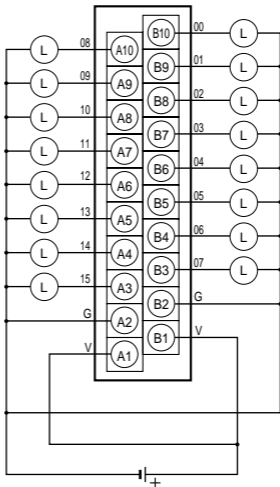 B10 00 L
L 08 A10
B9 01 L
L 09 A9
B8 02 L
L 10 A8
B7 03 L
L 11 A7
B6 04 L
L 12 A6
B5 05 L
L 13 A5
B4 06 L
L 14 A4
B3 07 L
L 15 A3
B2 G
G A2
B1 V
V A1
+